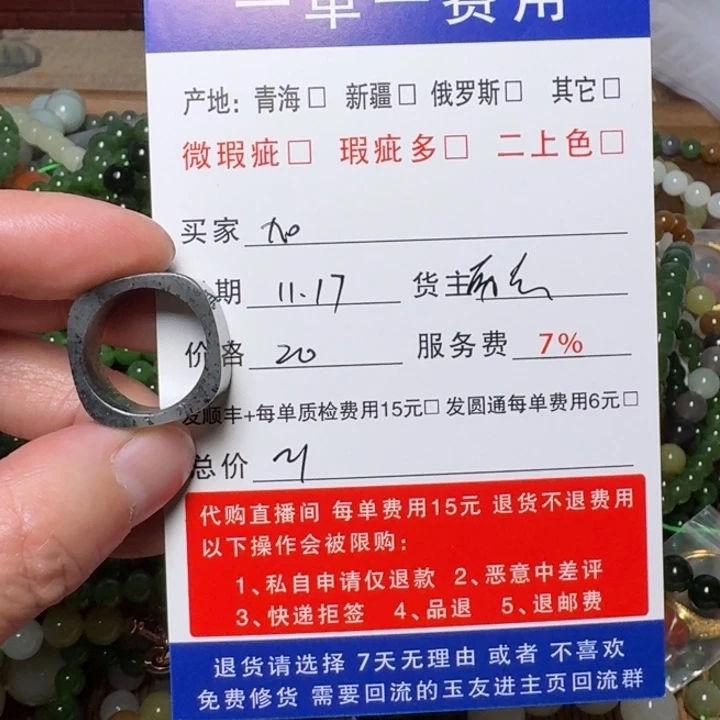 一单一费用
产地：青海□ 新疆□ 俄罗斯□ 其它□
微瑕疵□ 瑕疵多□ 二上色□
买家
期 11.17 货主
价格 20 服务费 7%
发顺丰+每单质检费用15元□ 发圆通每单费用6元□
总价 21
代购直播间 每单费用15元 退货不退费用
以下操作会被限购：
1、私自申请仅退款 2、恶意中差评
3、快递拒签 4、品退 5、退邮费
退货请选择 7天无理由 或者 不喜欢
免费修货 需要回流的玉友进主页回流群